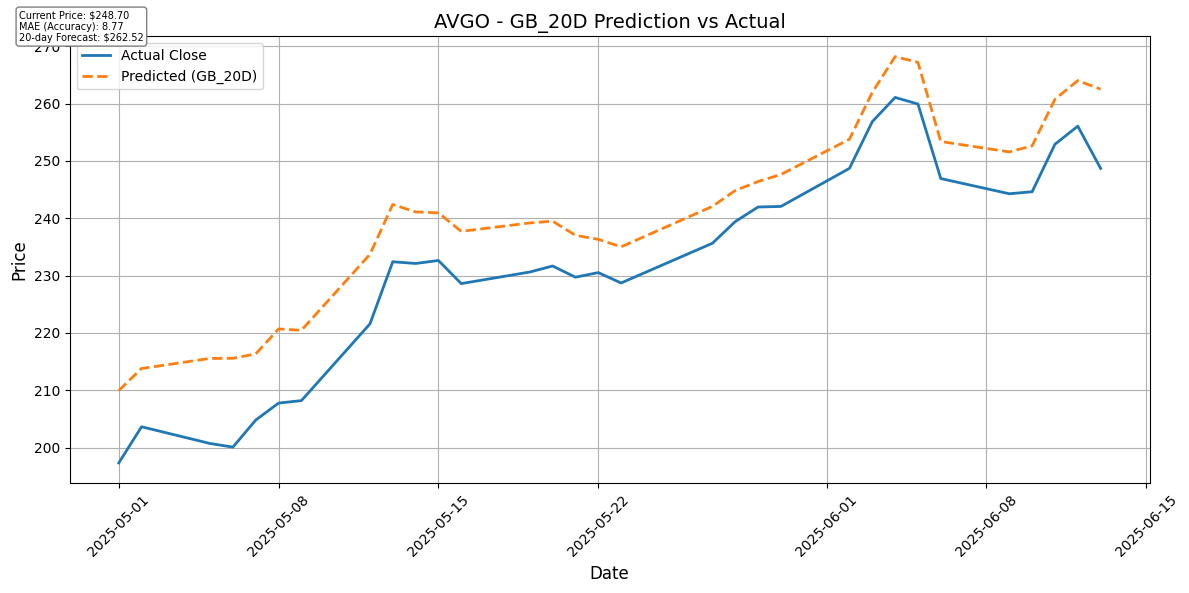 Current Price: $248.70
MAE (Accuracy): 8.77
20-day Forecast: $262.52
AVGO - GB_20D Prediction vs Actual
Actual Close
Predicted (GB_20D)
Price
270
260
250
240
230
220
210
200
2025-05-01
2025-05-08
2025-05-15
2025-05-22
2025-06-01
2025-06-08
2025-06-15
Date